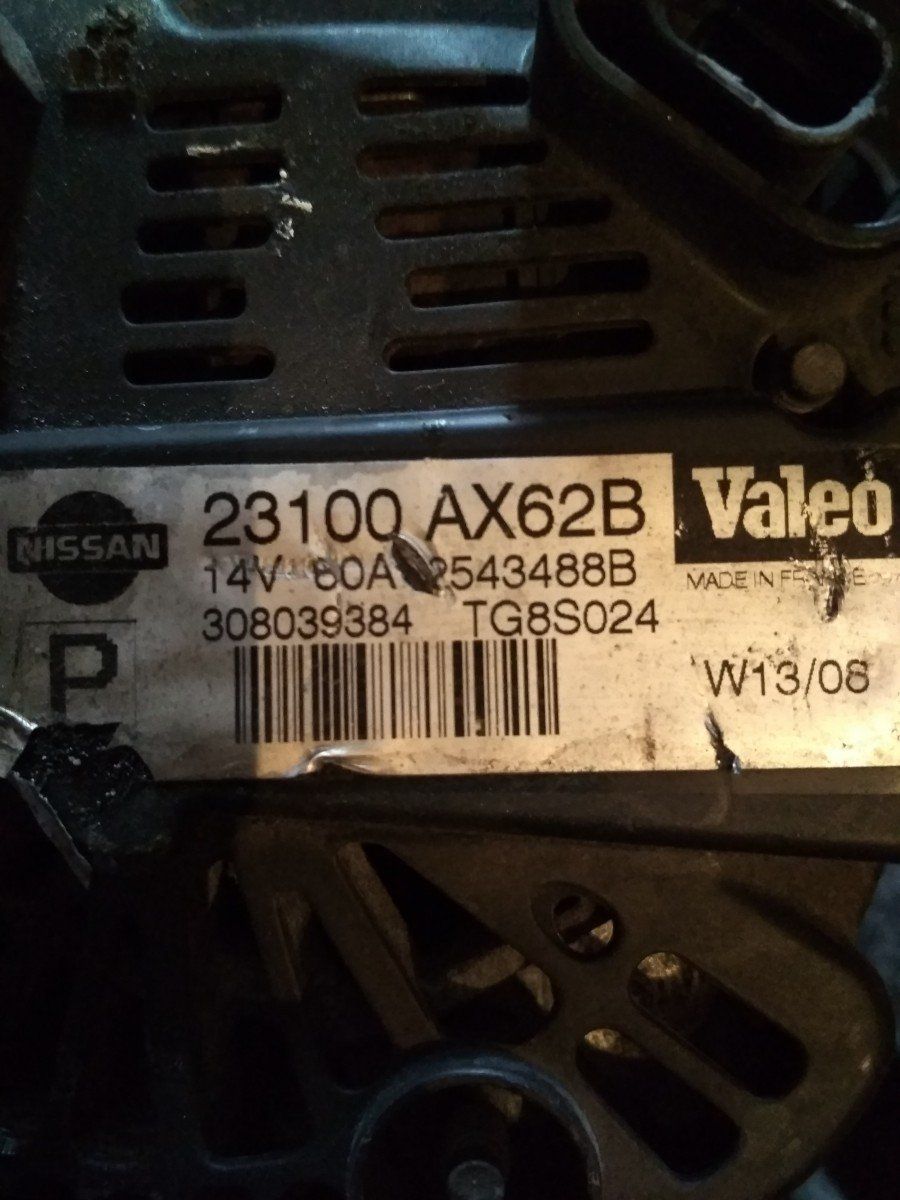 NISSAN
23100 AX62B
Valeo
14V 80A 2543488B
MADE IN FRANCE
308039384 TG8S024
P
W13/08